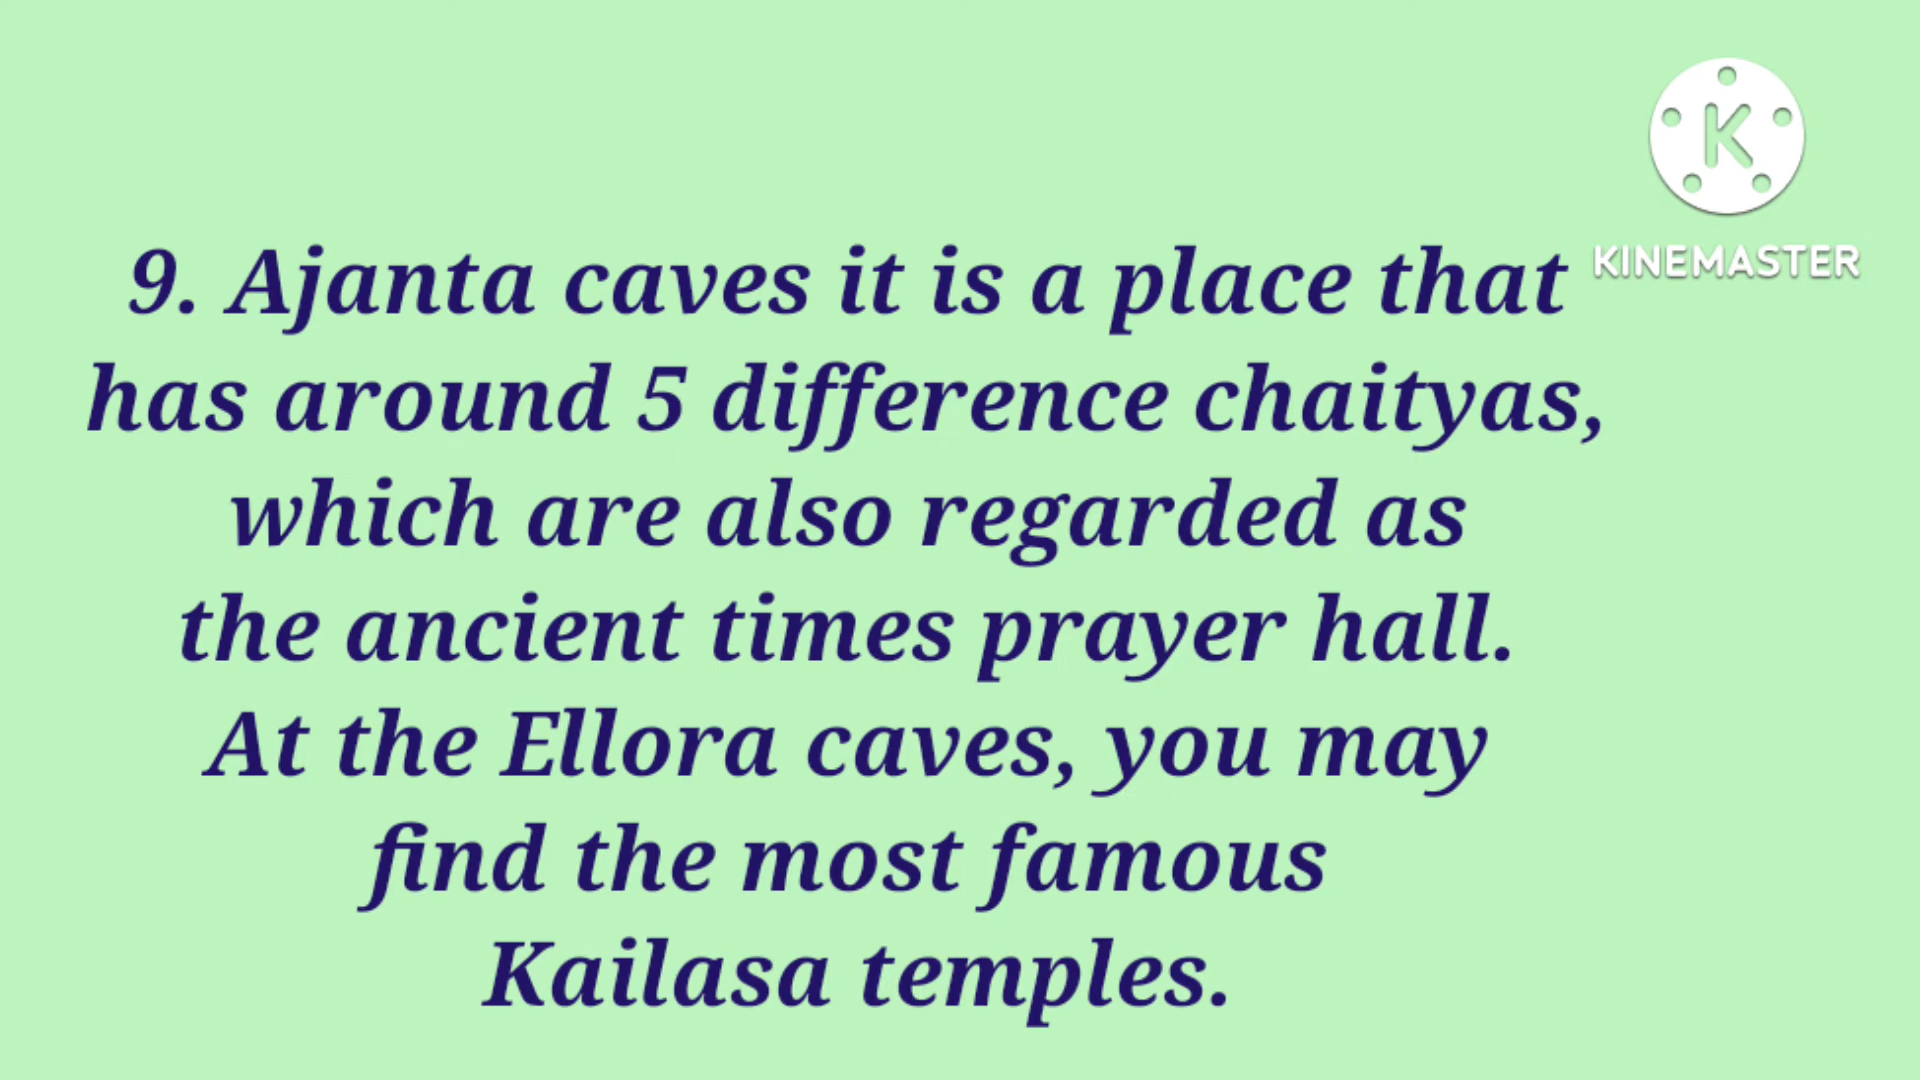 K
KINEMASTER
9. Ajanta caves it is a place that
has around 5 difference chaityas,
which are also regarded as
the ancient times prayer hall.
At the Ellora caves, you may
find the most famous
Kailasa temples.